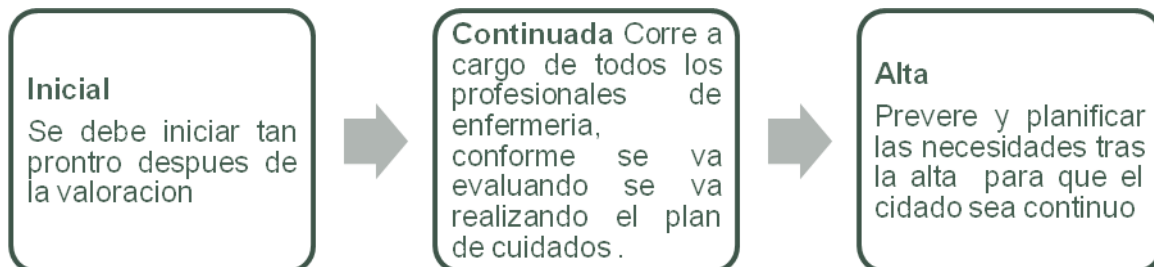 Inicial
Se debe iniciar tan
prontro despues de
la valoracion
Continuada Corre a
cargo de todos los
profesionales de
enfermeria,
conforme se va
evaluando se va
realizando el plan
de cuidados .
Alta
Prevere y planificar
las necesidades tras
la alta para que el
cidado sea continuo